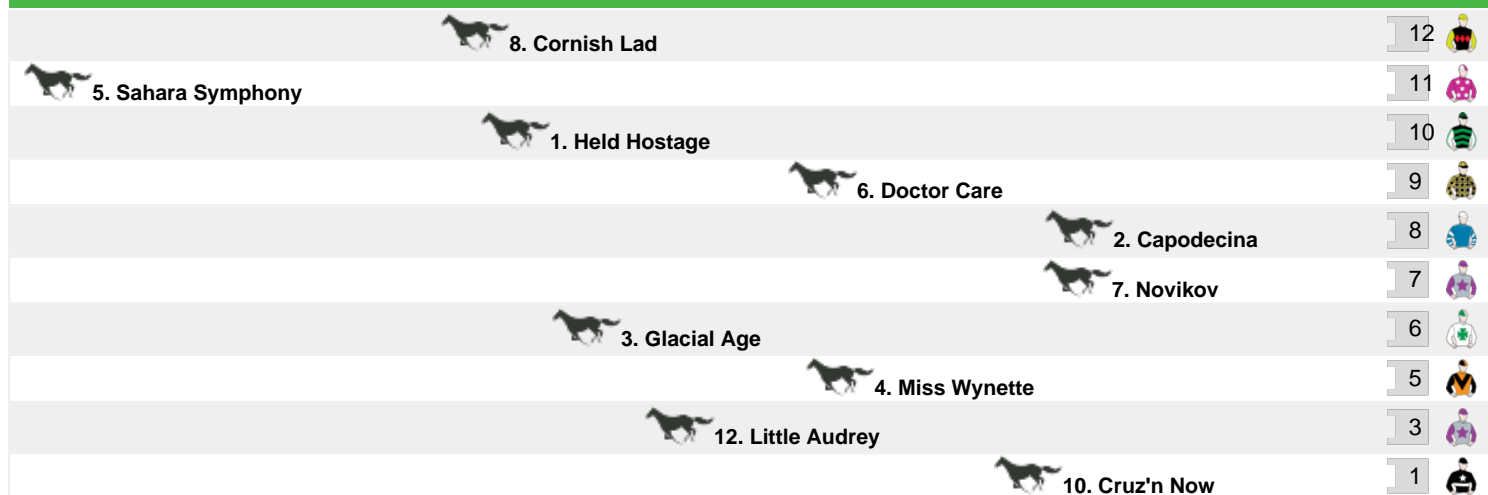 8. Cornish Lad 12
5. Sahara Symphony 11
1. Held Hostage 10
6. Doctor Care 9
2. Capodecina 8
7. Novikov 7
3. Glacial Age 6
4. Miss Wynette 5
12. Little Audrey 3
10. Cruz'n Now 1